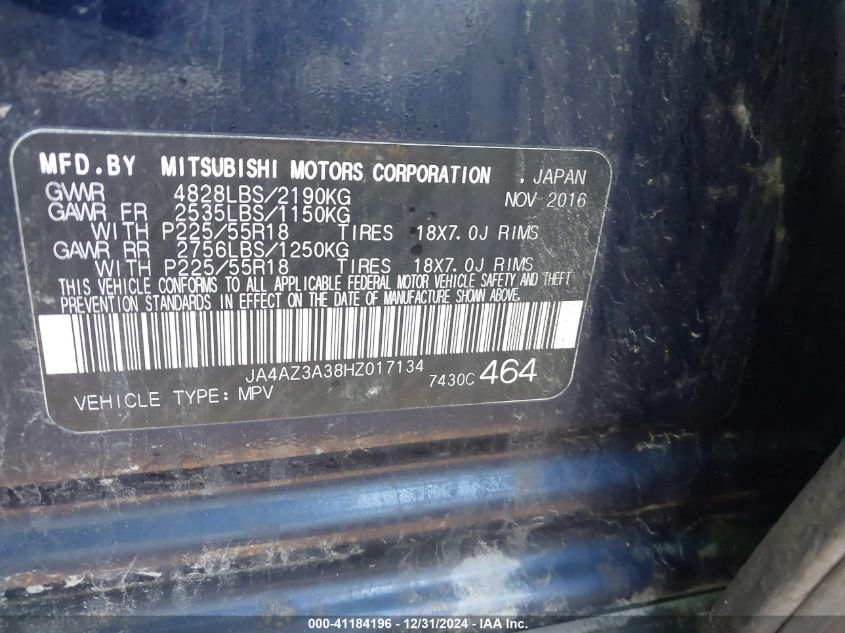 MFD.BY MITSUBISHI MOTORS CORPORATION . JAPAN
GVWR 4828LBS/2190KG NOV 2016
GAWR FR 2535LBS/1150KG
WITH P225/55R18 TIRES 18X7.0J RIMS
GAWR RR 2756LBS/1250KG
WITH P225/55R18 TIRES 18X7.0J RIMS
THIS VEHICLE CONFORMS TO ALL APPLICABLE FEDERAL MOTOR VEHICLE SAFETY AND THEFT
PREVENTION STANDARDS IN EFFECT ON THE DATE OF MANUFACTURE SHOWN ABOVE.
JA4AZ3A38HZ017134
VEHICLE TYPE: MPV 7430C 464
000-41184196 - 12/31/2024 - IAA Inc.